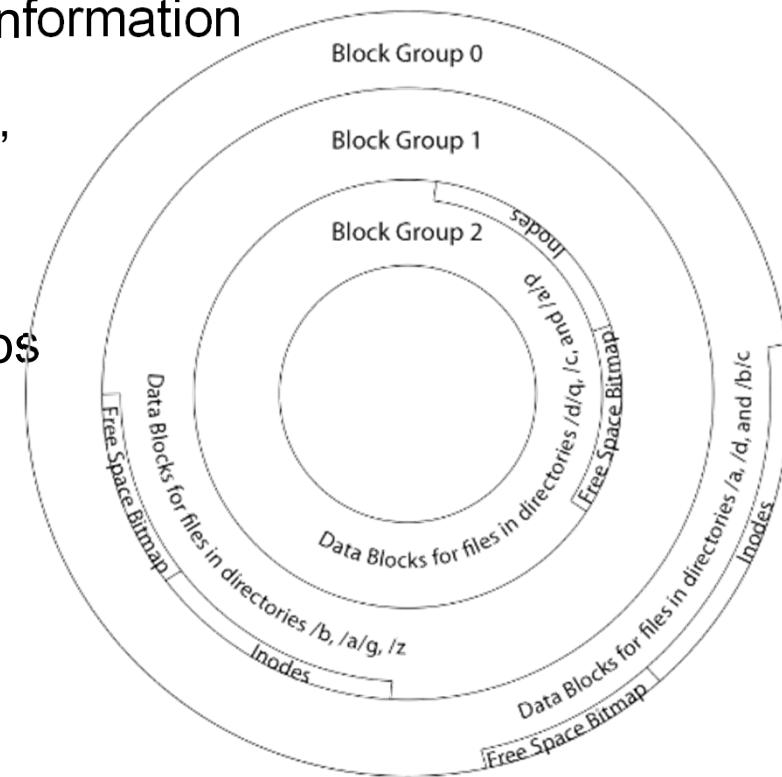 nformation
,
os
Block Group 0
Block Group 1
Block Group 2
Inodes
Free Space Bitmap
Data Blocks for files in directories /d/q, /c, and /a/p
Free Space Bitmap
Inodes
Data Blocks for files in directories /b, /a/g, /z
Inodes
Free Space Bitmap
Data Blocks for files in directories /a, /d, and /b/c